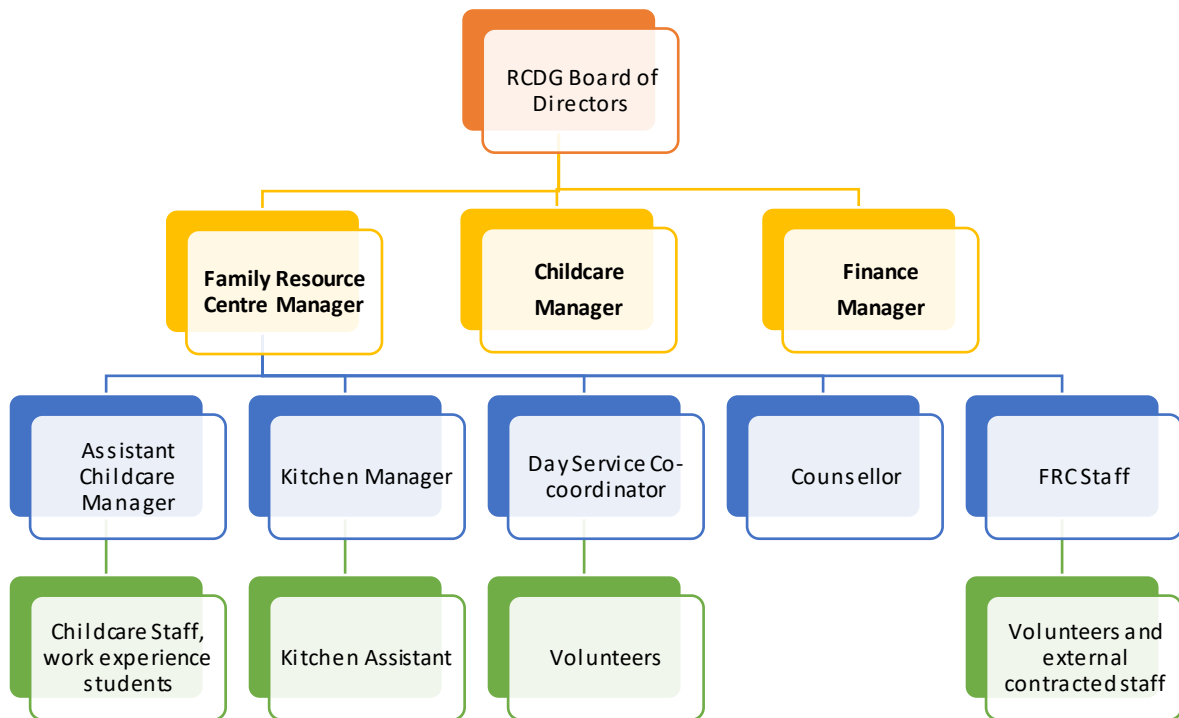 RCDG Board of
Directors
Family Resource
Centre Manager
Childcare
Manager
Finance
Manager
Assistant
Childcare
Manager
Kitchen Manager
Day Service Co-
coordinator
Counsellor
FRC Staff
Childcare Staff,
work experience
students
Kitchen Assistant
Volunteers
Volunteers and
external
contracted staff